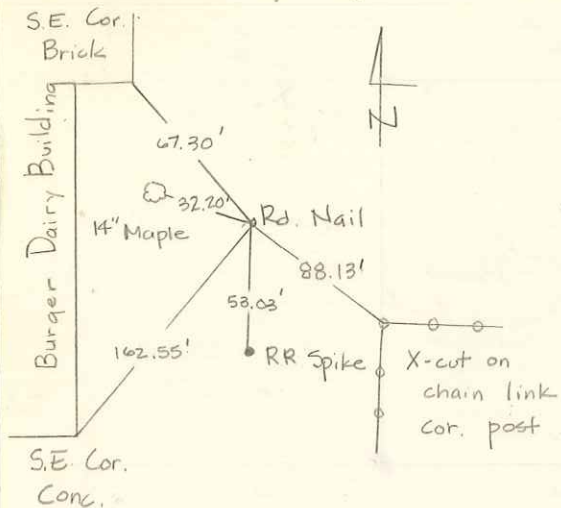 S.E. Cor.
Brick
Burger Dairy Building
67.30'
32.20'
14" Maple
Rd. Nail
N
88.13'
53.03'
162.55'
RR Spike
X-cut on
chain link
cor. post
S.E. Cor.
Conc.